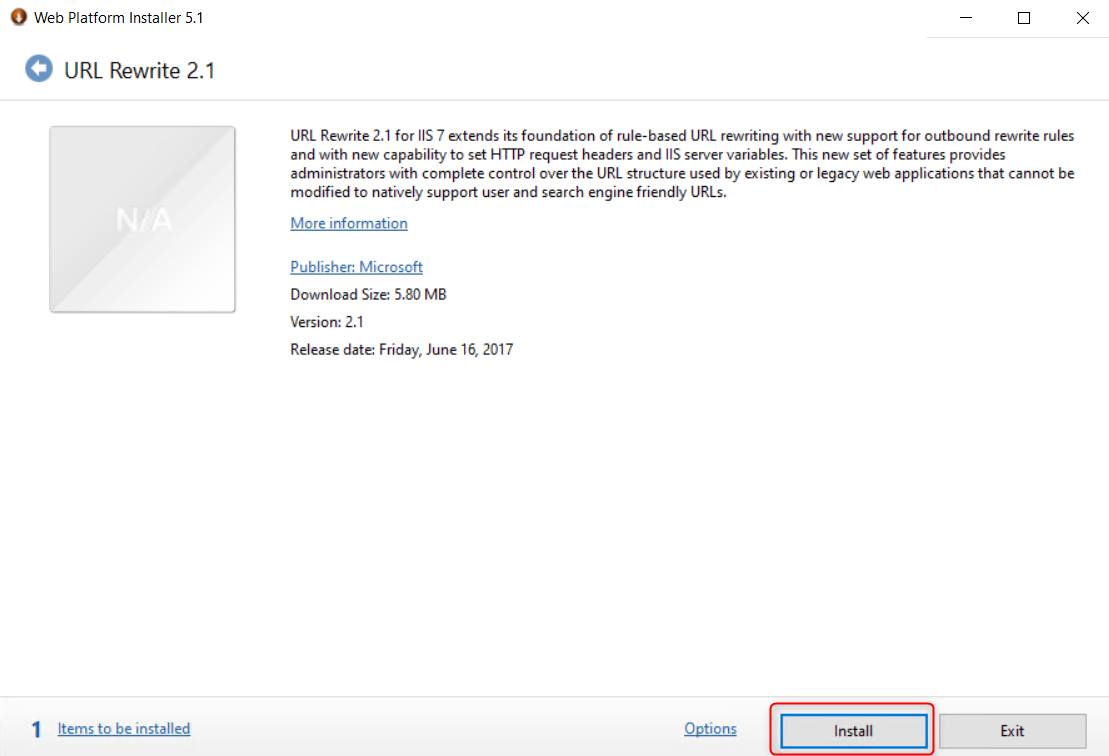 Web Platform Installer 5.1
URL Rewrite 2.1
N/A
URL Rewrite 2.1 for IIS 7 extends its foundation of rule-based URL rewriting with new support for outbound rewrite rules
and with new capability to set HTTP request headers and IIS server variables. This new set of features provides
administrators with complete control over the URL structure used by existing or legacy web applications that cannot be
modified to natively support user and search engine friendly URLs.
More information
Publisher: Microsoft
Download Size: 5.80 MB
Version: 2.1
Release date: Friday, June 16, 2017
1 Items to be installed Options Install Exit